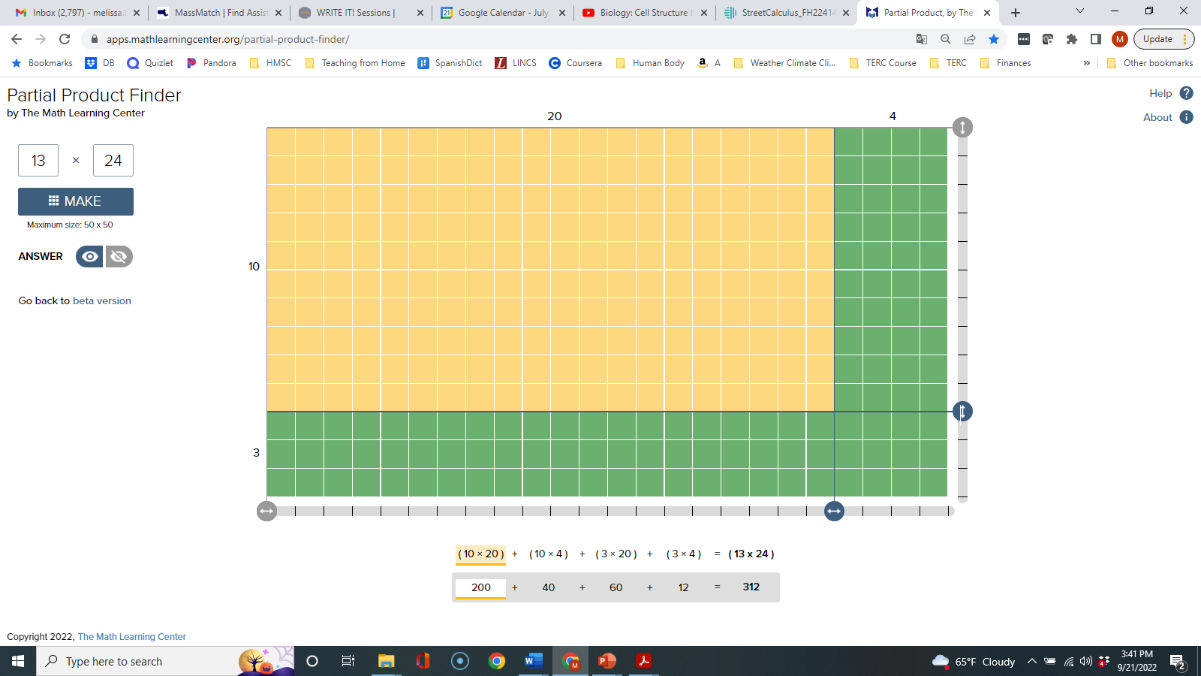 Inbox (2,797) - melissa.
MassMatch | Find Assist
WRITE IT! Sessions |
Google Calendar - July
Biology: Cell Structure
StreetCalculus_FH22414
Partial Product, by The
apps.mathlearningcenter.org/partial-product-finder/
M
Update
Bookmarks
DB
Quizlet
Pandora
HMSC
Teaching from Home
SpanishDict
LINCS
Coursera
Human Body
A
Weather Climate Cli...
TERC Course
TERC
Finances
»
Other bookmarks
Partial Product Finder
by The Math Learning Center
Help ?
About i
13 × 24
MAKE
Maximum size: 50 x 50
ANSWER
Go back to beta version
20
4
10
3
(10 × 20) + (10 × 4) + (3 × 20) + (3 × 4) = (13 x 24)
200 + 40 + 60 + 12 = 312
Copyright 2022, The Math Learning Center
Type here to search
65°F Cloudy
3:41 PM
9/21/2022
2